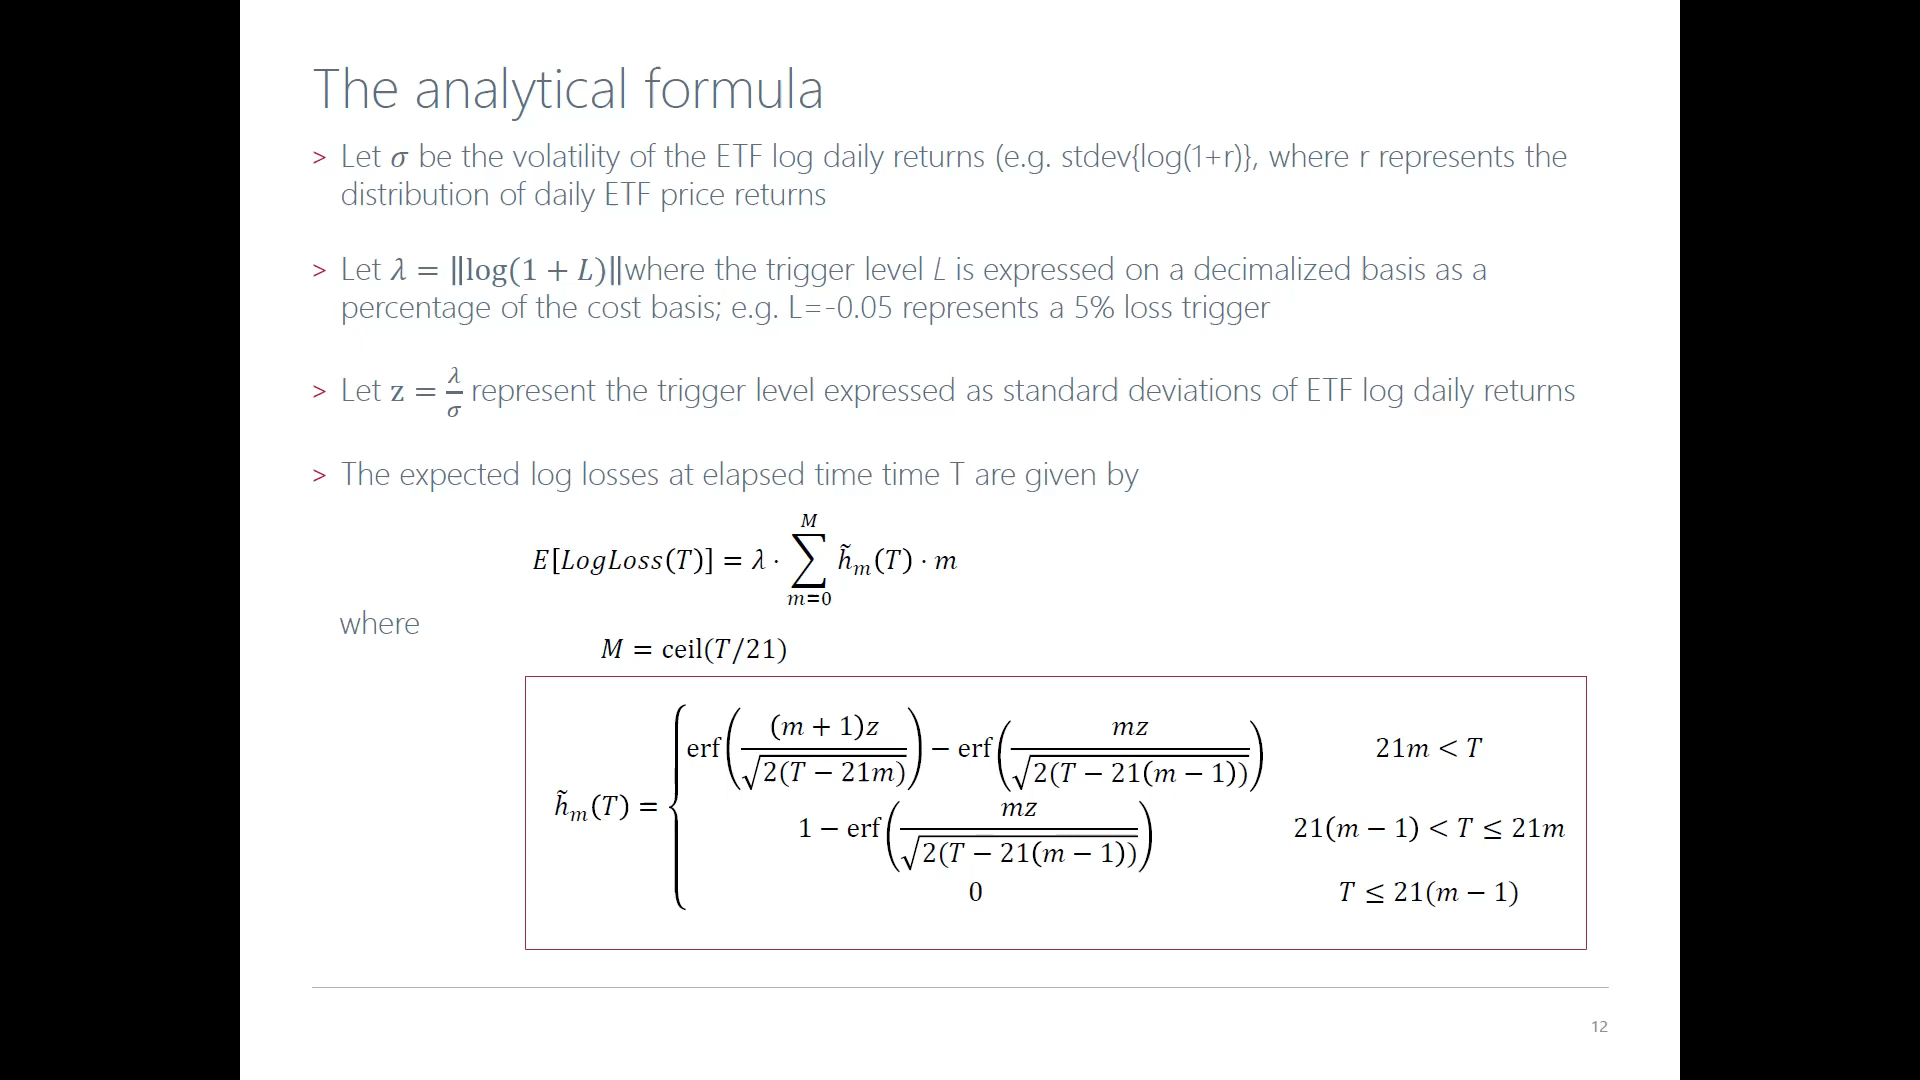 The analytical formula
> Let σ be the volatility of the ETF log daily returns (e.g. stdev{log(1+r)}, where r represents the
distribution of daily ETF price returns
> Let λ = ‖log(1 + L)‖where the trigger level L is expressed on a decimalized basis as a
percentage of the cost basis; e.g. L=-0.05 represents a 5% loss trigger
> Let z = λ/σ represent the trigger level expressed as standard deviations of ETF log daily returns
> The expected log losses at elapsed time time T are given by
E[LogLoss(T)] = λ · ∑_{m=0}^{M} h̃_m(T) · m
where
M = ceil(T/21)
h̃_m(T) = {
erf((m + 1)z / √(2(T − 21m))) − erf(mz / √(2(T − 21(m − 1)))) 21m < T
1 − erf(mz / √(2(T − 21(m − 1)))) 21(m − 1) < T ≤ 21m
0 T ≤ 21(m − 1)
12